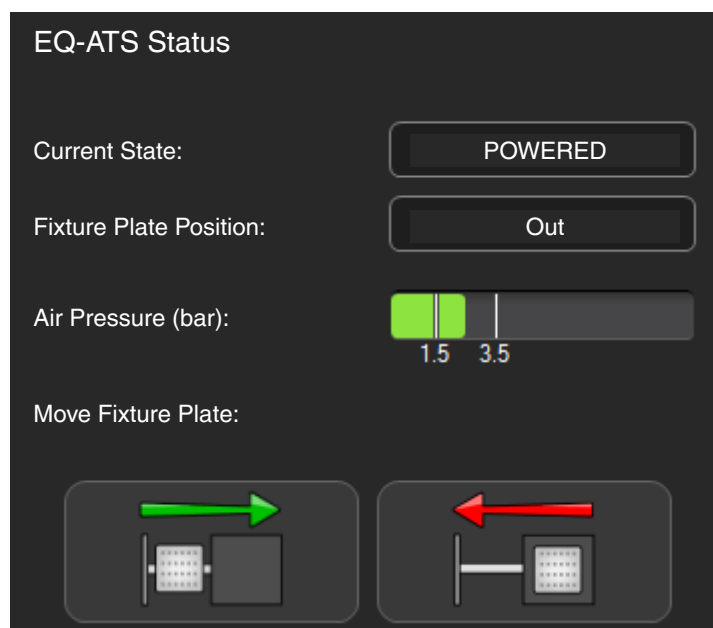 EQ-ATS Status
Current State: POWERED
Fixture Plate Position: Out
Air Pressure (bar):
1.5 3.5
Move Fixture Plate: